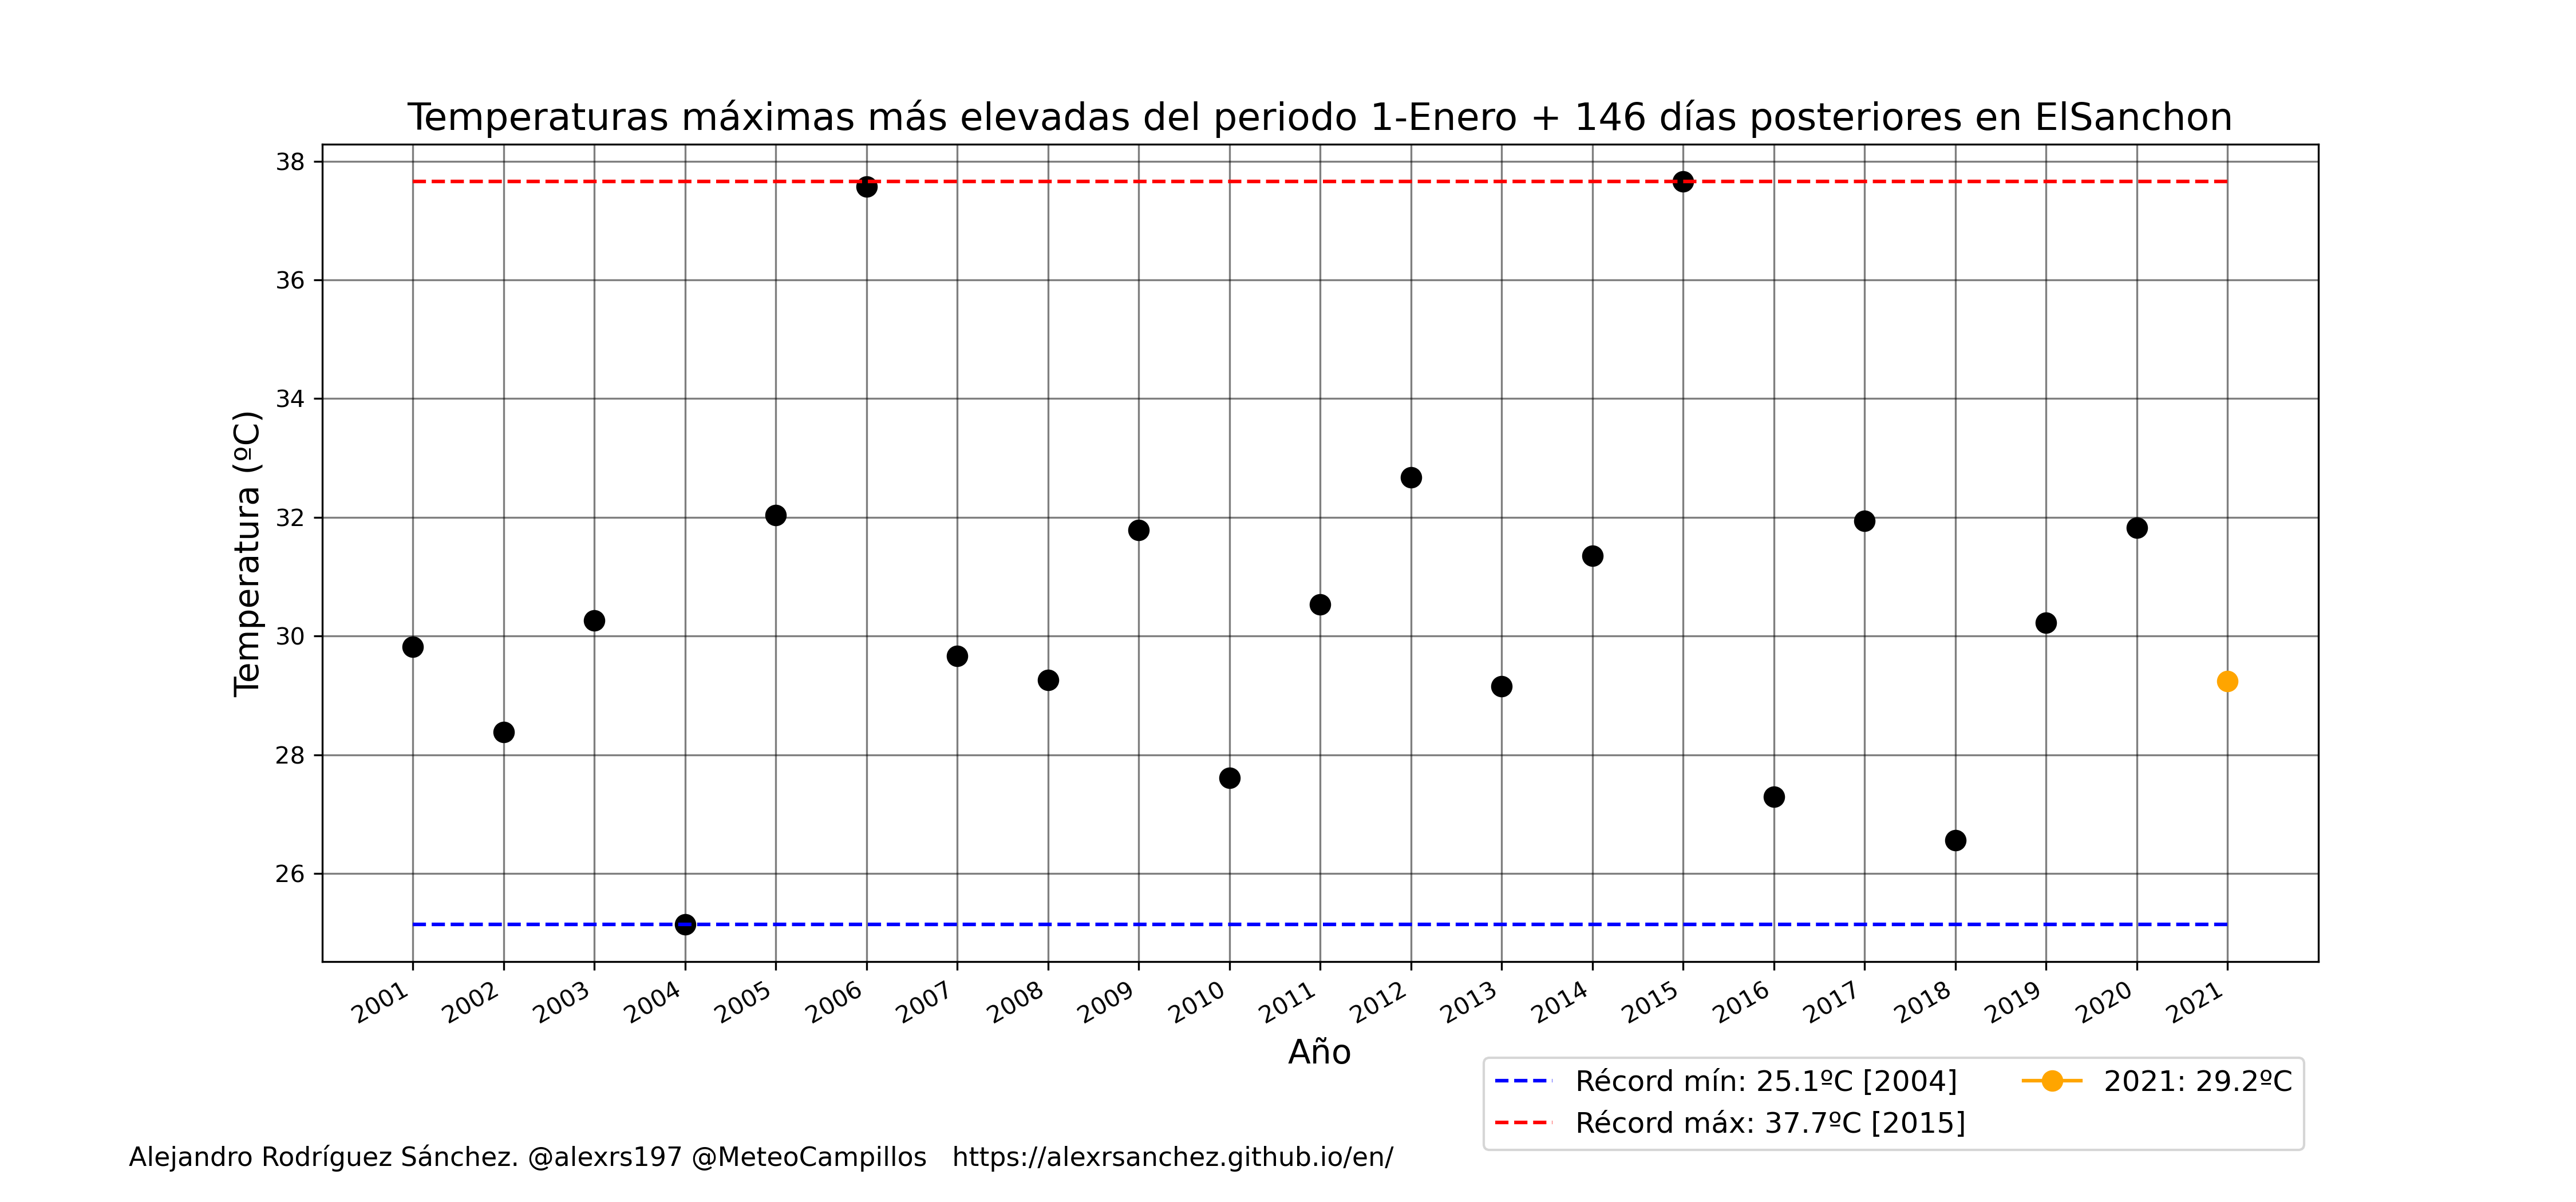 Temperaturas máximas más elevadas del periodo 1-Enero + 146 días posteriores en ElSanchon
Temperatura (ºC)
38
36
34
32
30
28
26
2001 2002 2003 2004 2005 2006 2007 2008 2009 2010 2011 2012 2013 2014 2015 2016 2017 2018 2019 2020 2021
Año
Récord mín: 25.1ºC [2004]
Récord máx: 37.7ºC [2015]
2021: 29.2ºC
Alejandro Rodríguez Sánchez. @alexrs197 @MeteoCampillos https://alexrsanchez.github.io/en/